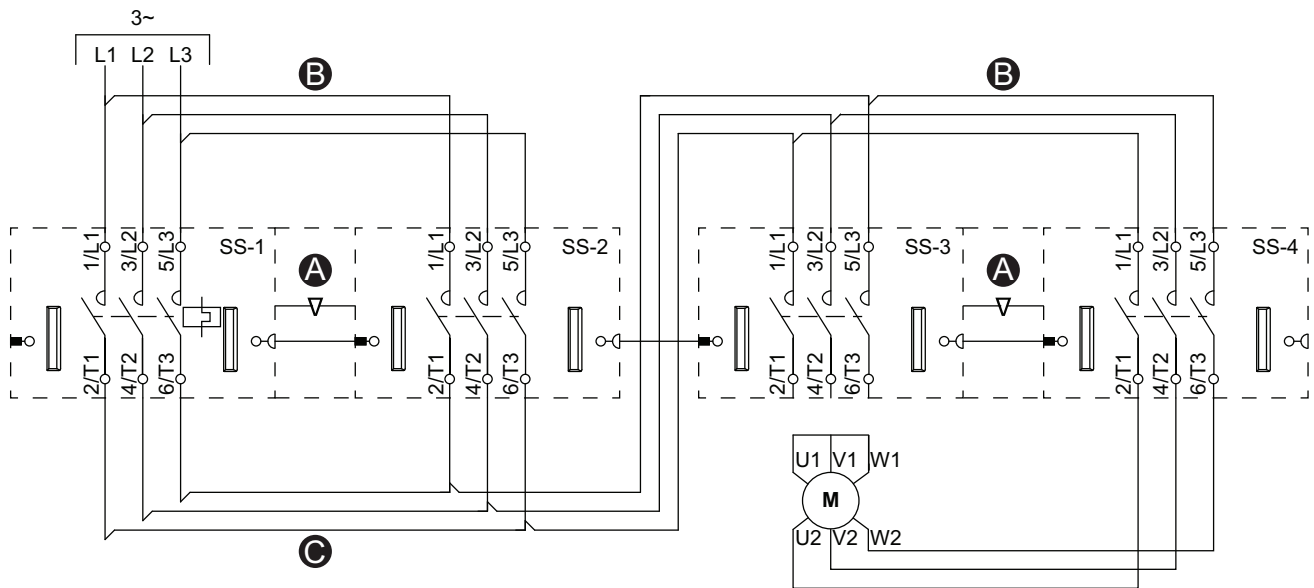 3~
L1 L2 L3
B B
1/L1 3/L2 5/L3 SS-1 A 1/L1 3/L2 5/L3 SS-2 1/L1 3/L2 5/L3 SS-3 A 1/L1 3/L2 5/L3 SS-4
2/T1 4/T2 6/T3 2/T1 4/T2 6/T3 2/T1 4/T2 6/T3 2/T1 4/T2 6/T3
U1 V1 W1
M
U2 V2 W2
C